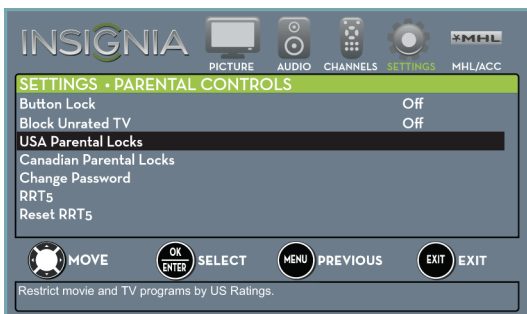 INSIGNIA
PICTURE AUDIO CHANNELS SETTINGS MHL/ACC
MHL
SETTINGS • PARENTAL CONTROLS
Button Lock Off
Block Unrated TV Off
USA Parental Locks
Canadian Parental Locks
Change Password
RRT5
Reset RRT5
MOVE OK/ENTER SELECT MENU PREVIOUS EXIT EXIT
Restrict movie and TV programs by US Ratings.